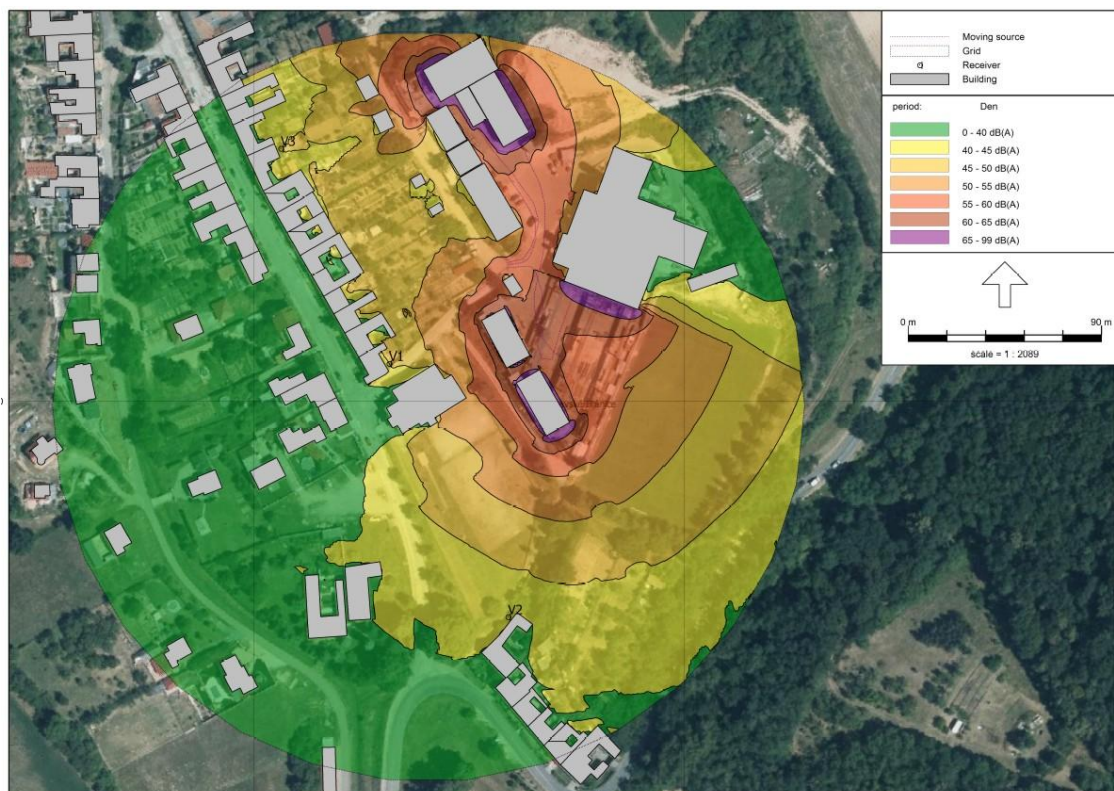 Moving source
Grid
Receiver
Building
period: Den
0 - 40 dB(A)
40 - 45 dB(A)
45 - 50 dB(A)
50 - 55 dB(A)
55 - 60 dB(A)
60 - 65 dB(A)
65 - 99 dB(A)
0 m 90 m
scale = 1 : 2089
V3
V1
V2